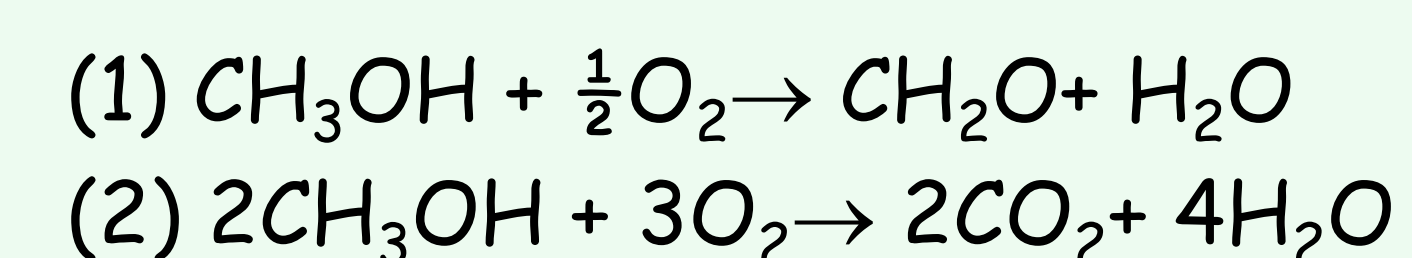 (1) CH₃OH + ½O₂→ CH₂O+ H₂O
(2) 2CH₃OH + 3O₂→ 2CO₂+ 4H₂O